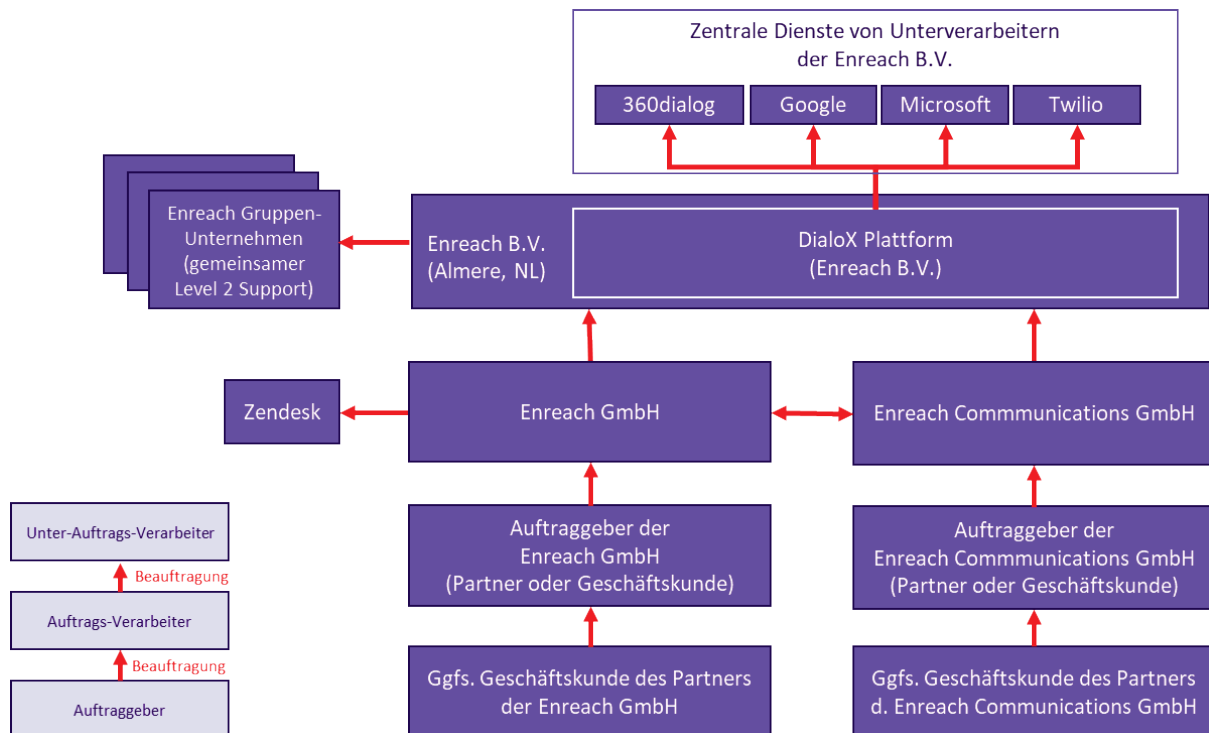 Zentrale Dienste von Unterverarbeitern
der Enreach B.V.
360dialog
Google
Microsoft
Twilio
Enreach Gruppen-
Unternehmen
(gemeinsamer
Level 2 Support)
Enreach B.V.
(Almere, NL)
DialoX Plattform
(Enreach B.V.)
Zendesk
Enreach GmbH
Enreach Commmunications GmbH
Unter-Auftrags-Verarbeiter
Beauftragung
Auftrags-Verarbeiter
Beauftragung
Auftraggeber
Auftraggeber der
Enreach GmbH
(Partner oder Geschäftskunde)
Auftraggeber der
Enreach Commmunications GmbH
(Partner oder Geschäftskunde)
Ggfs. Geschäftskunde des Partners
der Enreach GmbH
Ggfs. Geschäftskunde des Partners
d. Enreach Communications GmbH